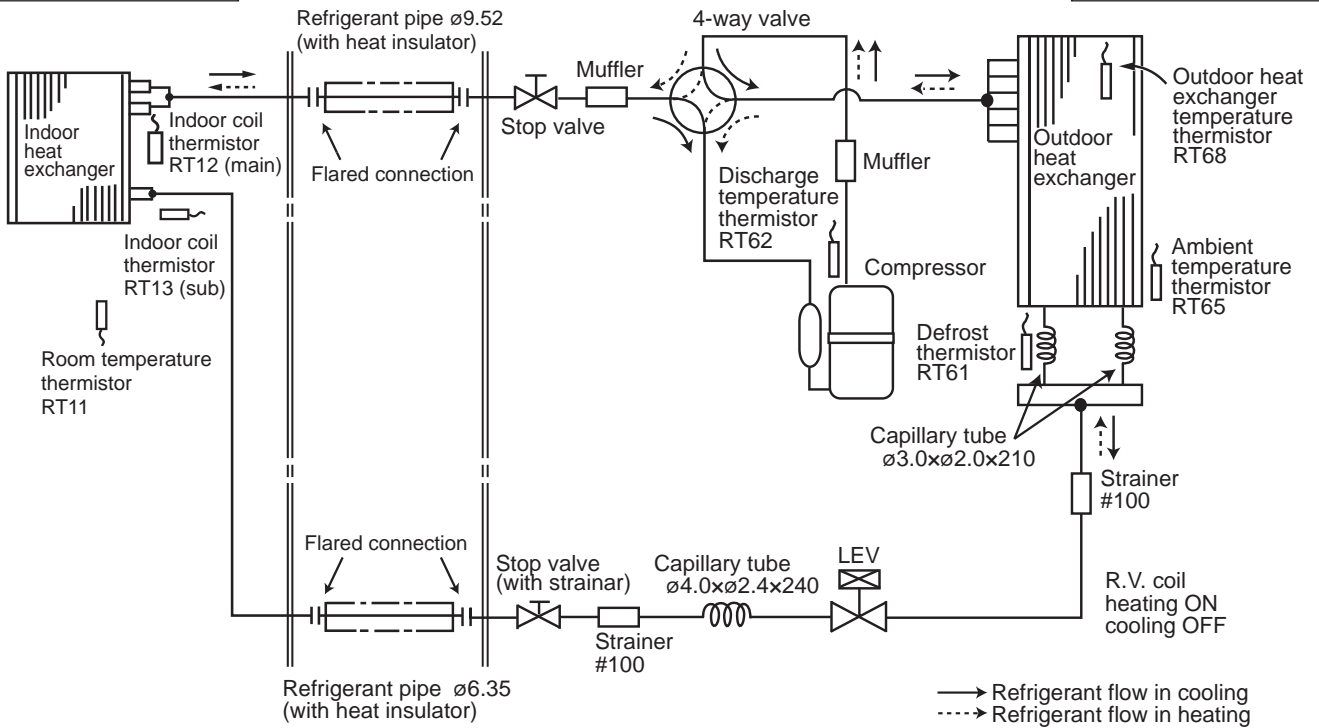 Refrigerant pipe ø9.52
(with heat insulator)
4-way valve
Muffler
Stop valve
Indoor
heat
exchanger
Indoor coil
thermistor
RT12 (main)
Flared connection
Muffler
Outdoor
heat
exchanger
Outdoor heat
exchanger
temperature
thermistor
RT68
Discharge
temperature
thermistor
RT62
Indoor coil
thermistor
RT13 (sub)
Compressor
Ambient
temperature
thermistor
RT65
Room temperature
thermistor
RT11
Defrost
thermistor
RT61
Capillary tube
ø3.0×ø2.0×210
Strainer
#100
Flared connection
Stop valve
(with strainar)
Capillary tube
ø4.0×ø2.4×240
LEV
Strainer
#100
R.V. coil
heating ON
cooling OFF
Refrigerant pipe ø6.35
(with heat insulator)
Refrigerant flow in cooling
Refrigerant flow in heating